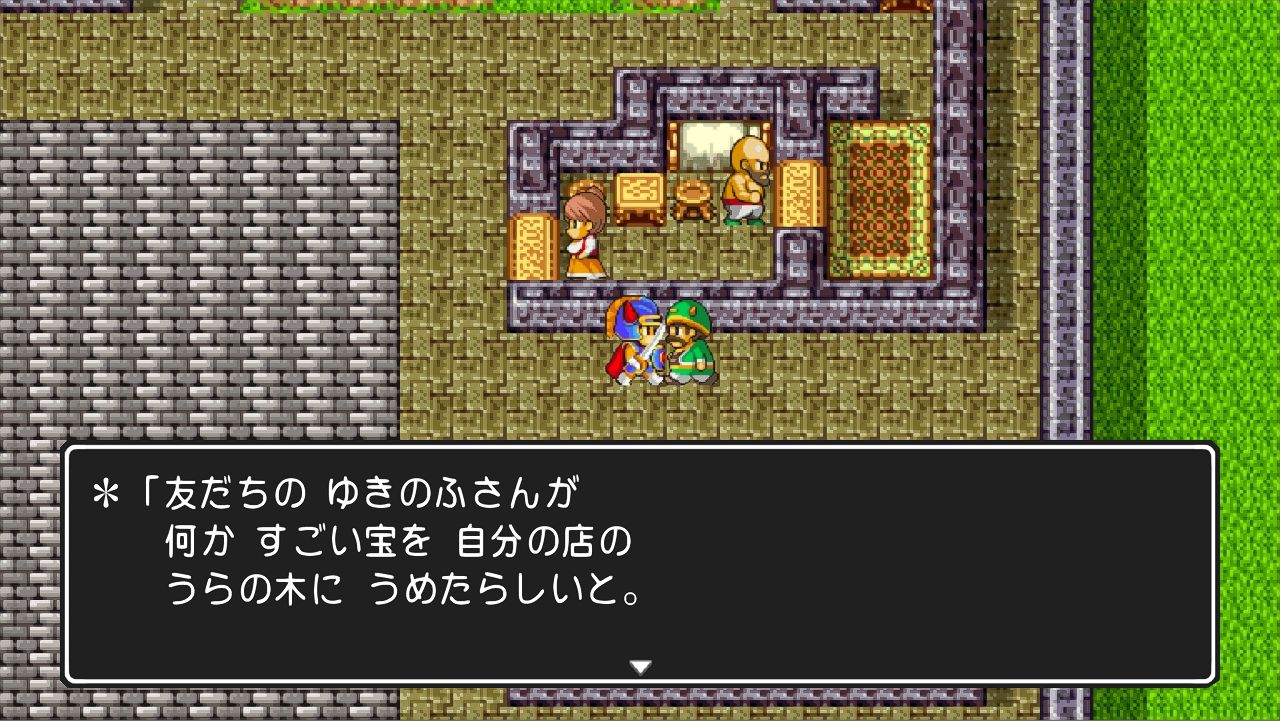 ＊「友だちの ゆきのふさんが
何か すごい宝を 自分の店の
うらの木に うめたらしいと。